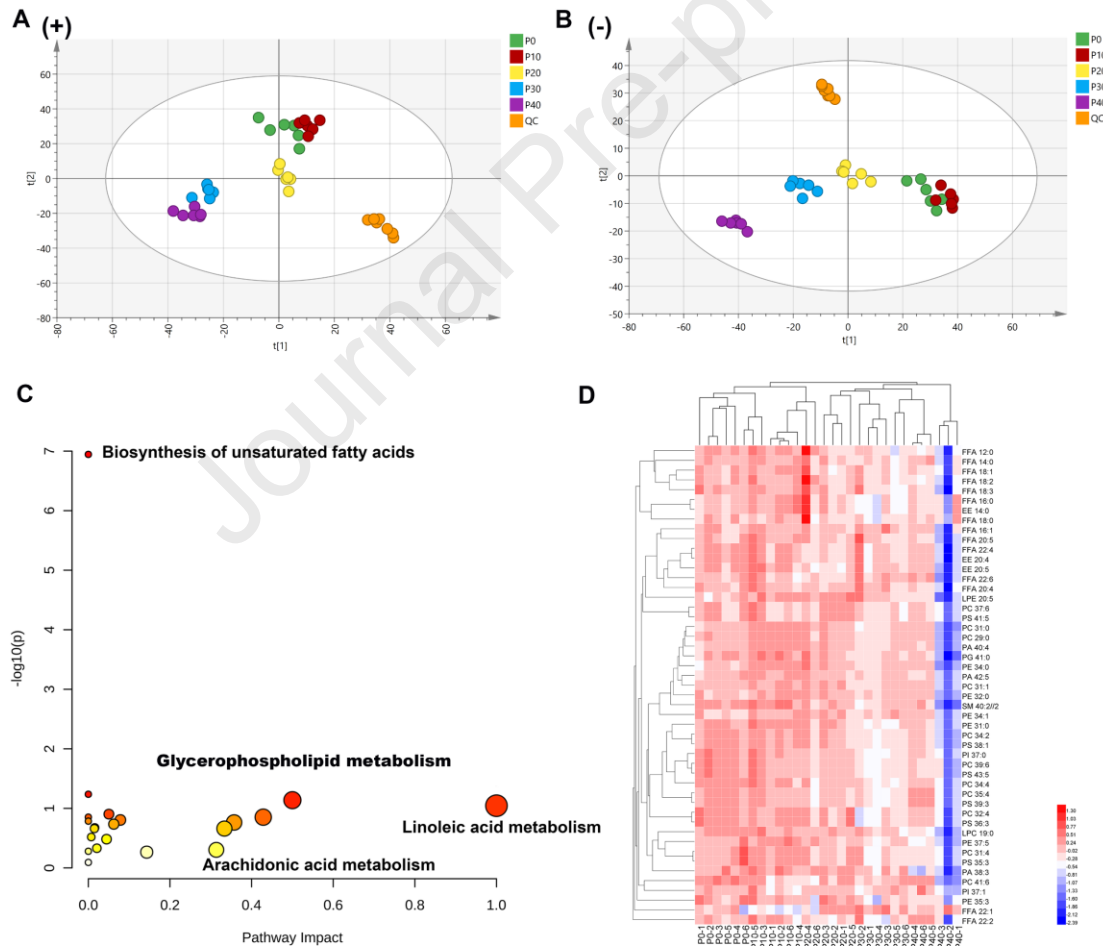 A (+)
P0
P10
P20
P30
P40
QC
60
40
20
0
-20
-40
-60
-80
-80
-60
-40
-20
0
20
40
60
t[2]
t[1]
B (-)
P0
P10
P20
P30
P40
QC
40
30
20
10
0
-10
-20
-30
-40
-50
-80
-60
-40
-20
0
20
40
60
t[2]
t[1]
Journal Pre-pr
C
7
6
5
4
3
2
1
0
-log10(p)
Biosynthesis of unsaturated fatty acids
Glycerophospholipid metabolism
Linoleic acid metabolism
Arachidonic acid metabolism
0.0
0.2
0.4
0.6
0.8
1.0
Pathway Impact
D
FFA 12:0
FFA 14:0
FFA 18:1
FFA 18:2
FFA 18:3
FFA 16:0
EE 14:0
FFA 18:0
FFA 16:1
FFA 20:5
FFA 22:4
EE 20:4
EE 20:5
FFA 22:6
FFA 20:4
LPE 20:5
PC 37:6
PS 41:5
PC 31:0
PC 29:0
PA 40:4
PG 41:0
PE 34:0
PA 42:5
PC 31:1
PE 32:0
SM 40:2//2
PE 34:1
PE 31:0
PC 34:2
PS 38:1
PI 37:0
PC 39:6
PS 43:5
PC 34:4
PC 35:4
PS 39:3
PC 32:4
PS 36:3
LPC 19:0
PE 37:5
PC 31:4
PS 35:3
PA 38:3
PC 41:6
PI 37:1
PE 35:3
FFA 22:1
FFA 22:2